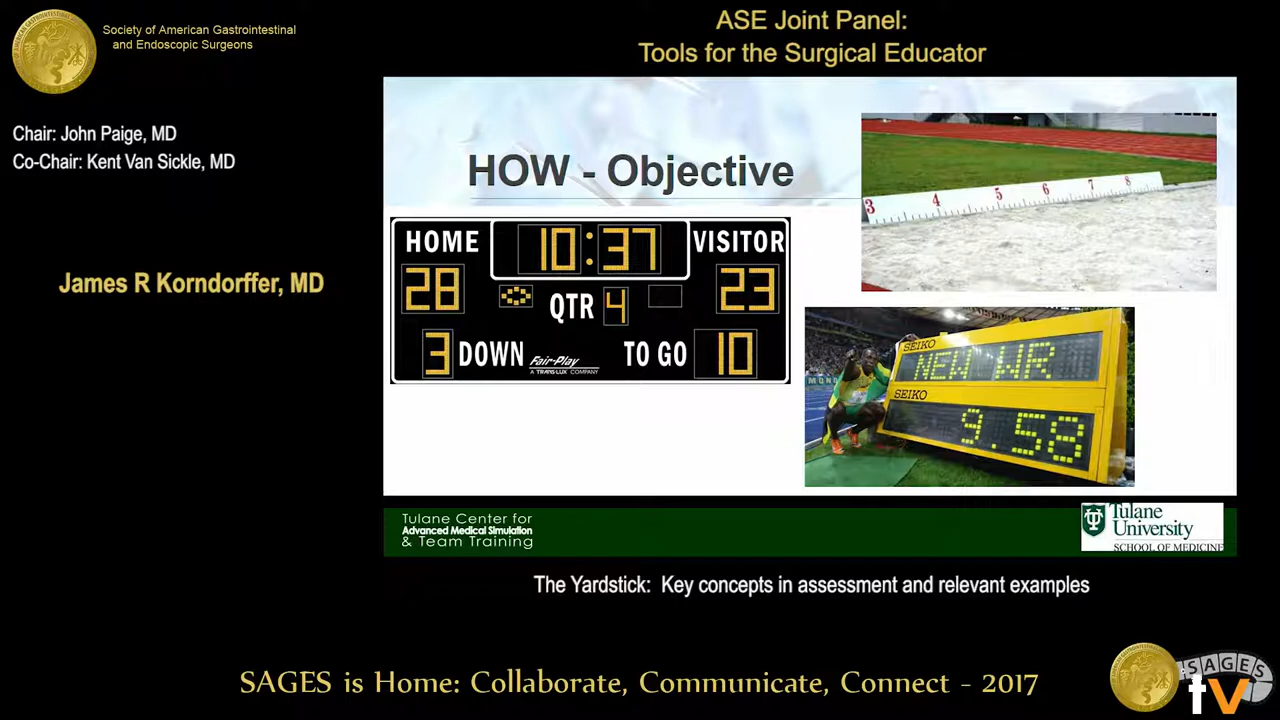 Society of American Gastrointestinal
and Endoscopic Surgeons
ASE Joint Panel:
Tools for the Surgical Educator
Chair: John Paige, MD
Co-Chair: Kent Van Sickle, MD
James R Korndorffer, MD
HOW - Objective
3 4 5 6 7 8
HOME 10:37 VISITOR
28 QTR 4 23
3 DOWN Fair-Play TO GO 10
A TRANS-LUX COMPANY
SEIKO
NEW WR
SEIKO
9.58
Tulane Center for
Advanced Medical Simulation
& Team Training
Tulane
University
SCHOOL OF MEDICINE
The Yardstick: Key concepts in assessment and relevant examples
SAGES is Home: Collaborate, Communicate, Connect - 2017
SAGES
tv